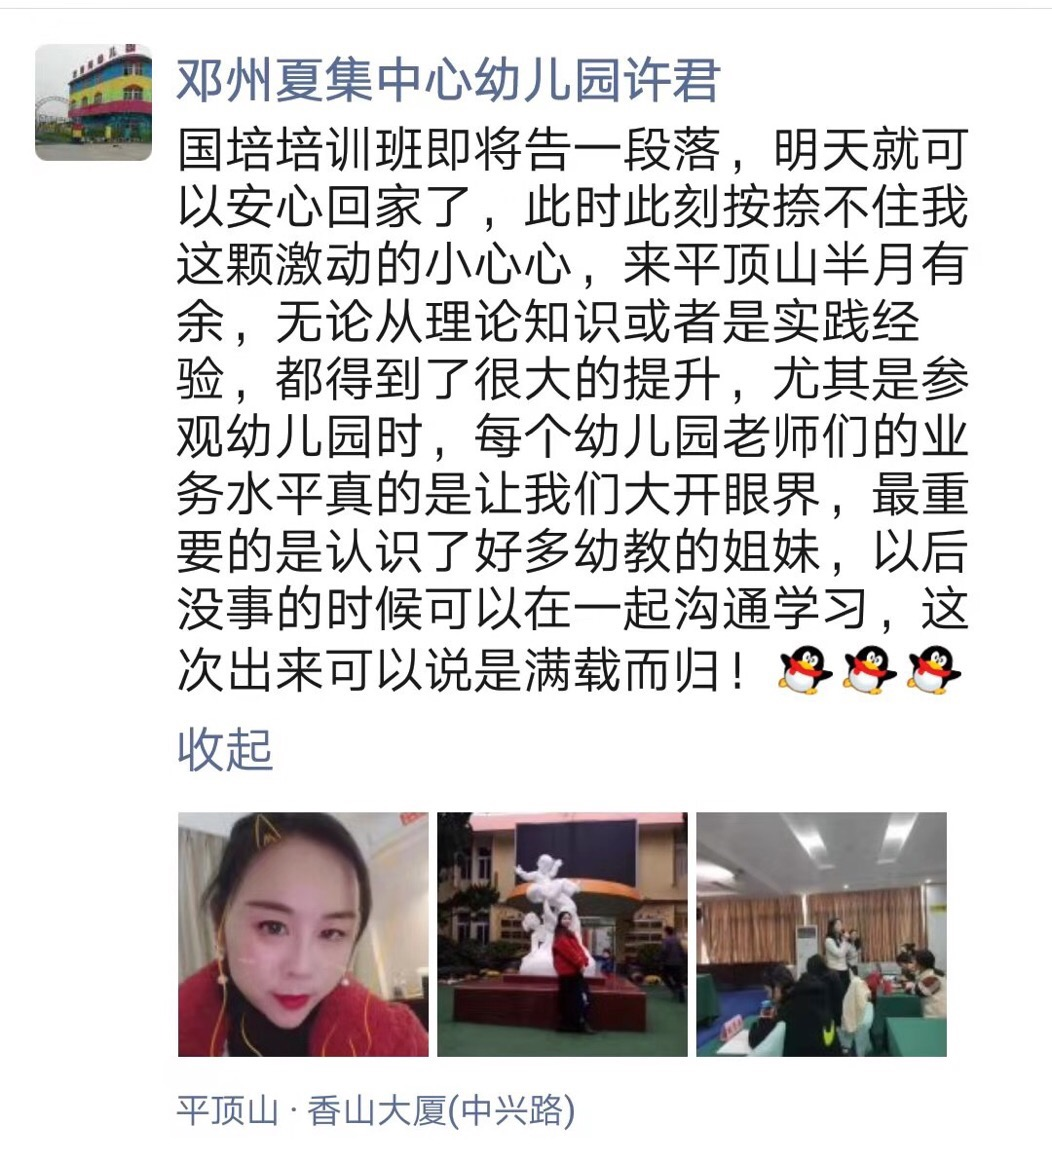 邓州夏集中心幼儿园许君
国培培训班即将告一段落，明天就可
以安心回家了，此时此刻按捺不住我
这颗激动的小心心，来平顶山半月有
余，无论从理论知识或者是实践经
验，都得到了很大的提升，尤其是参
观幼儿园时，每个幼儿园老师们的业
务水平真的是让我们大开眼界，最重
要的是认识了好多幼教的姐妹，以后
没事的时候可以在一起沟通学习，这
次出来可以说是满载而归！
收起
平顶山 · 香山大厦(中兴路)